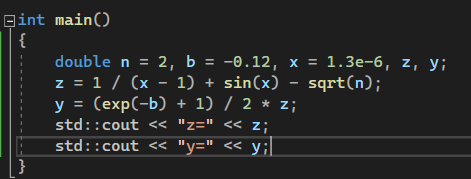 int main()
{
double n = 2, b = -0.12, x = 1.3e-6, z, y;
z = 1 / (x - 1) + sin(x) - sqrt(n);
y = (exp(-b) + 1) / 2 * z;
std::cout << "z=" << z;
std::cout << "y=" << y;
}